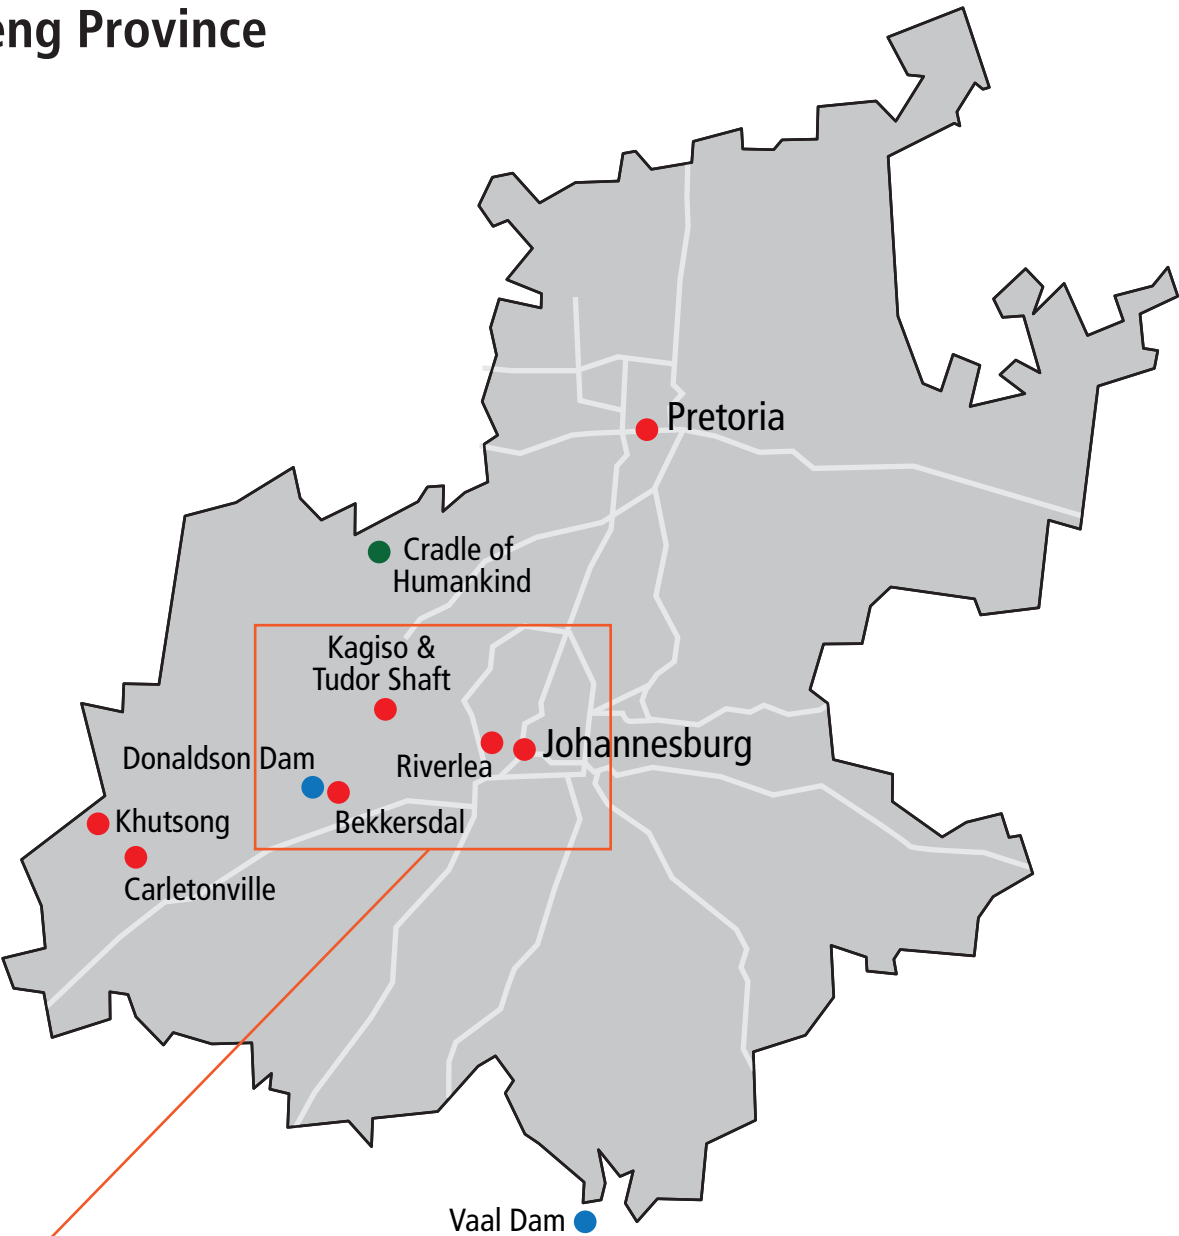 eng Province
Pretoria
Cradle of
Humankind
Kagiso &
Tudor Shaft
Johannesburg
Riverlea
Donaldson Dam
Bekkersdal
Khutsong
Carletonville
Vaal Dam